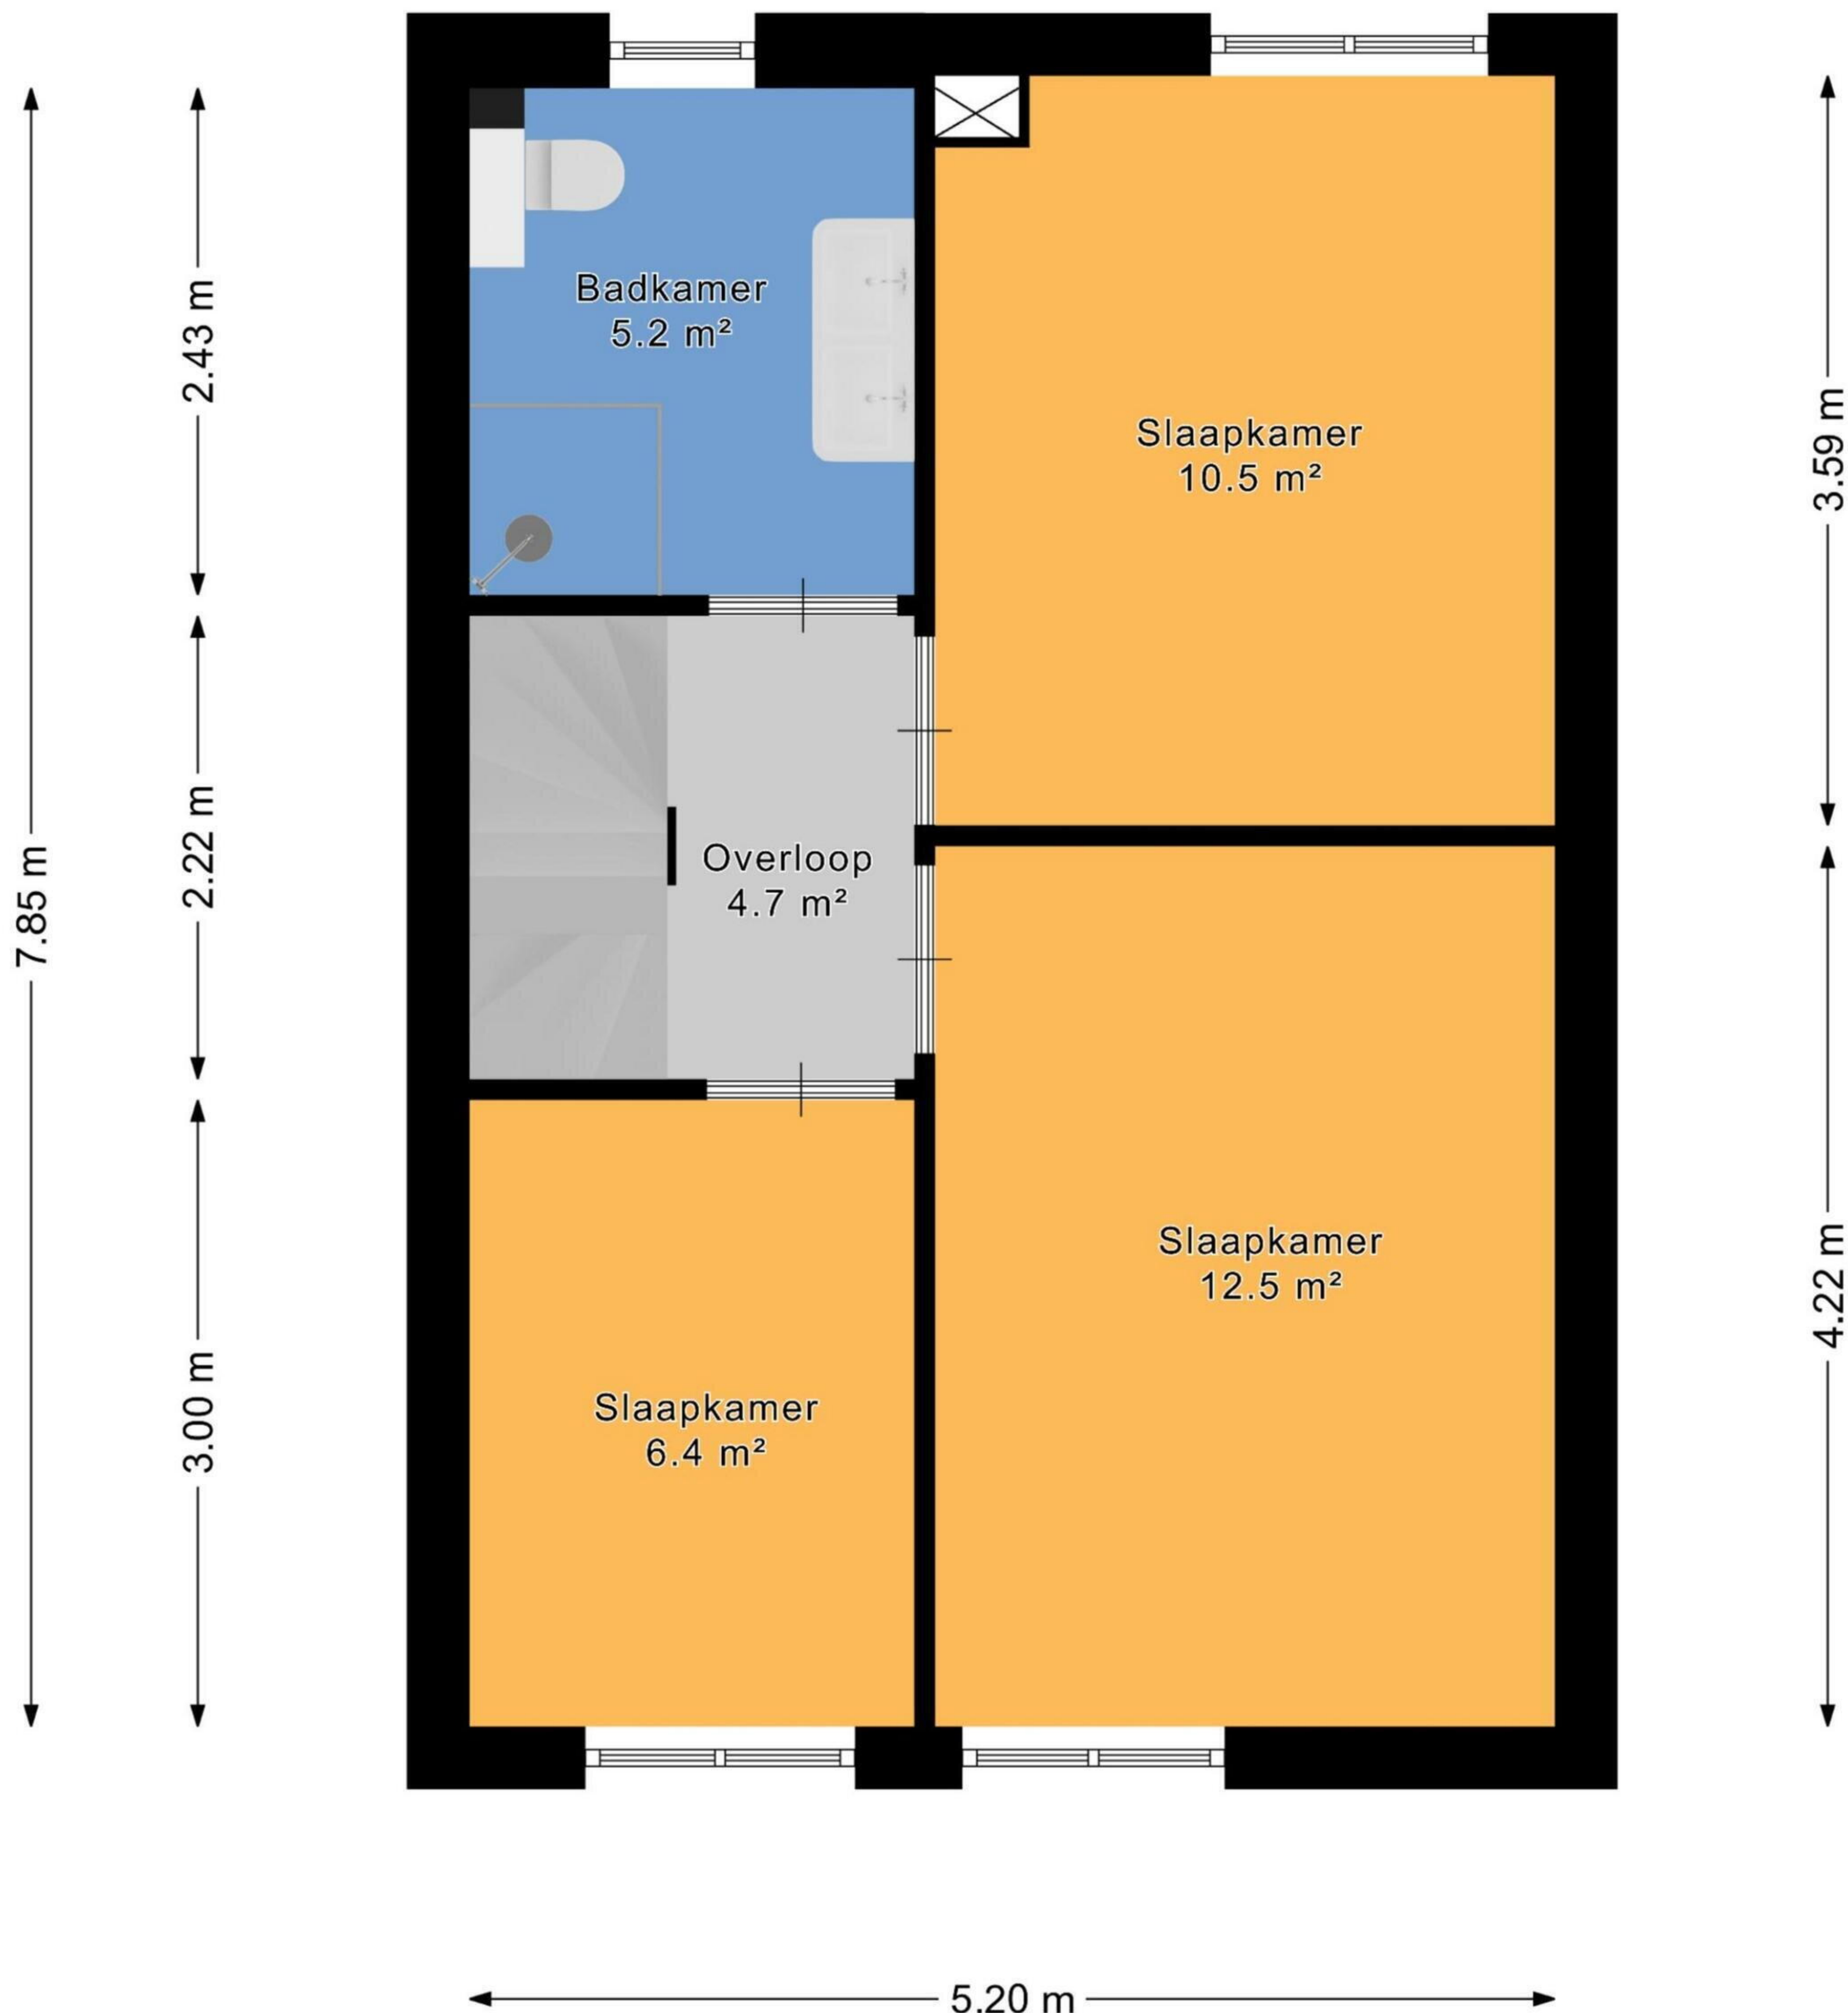 Badkamer
5.2 m²
Slaapkamer
10.5 m²
Overloop
4.7 m²
Slaapkamer
12.5 m²
Slaapkamer
6.4 m²
7.85 m
2.43 m
2.22 m
3.00 m
3.59 m
4.22 m
5.20 m